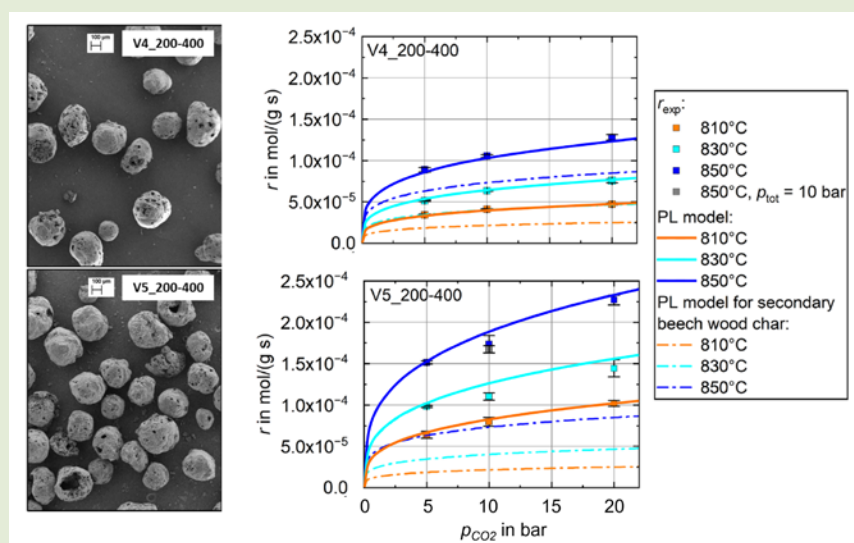 100 µm
V4_200-400
V4_200-400
2.5x10⁻⁴
2.0x10⁻⁴
1.5x10⁻⁴
1.0x10⁻⁴
5.0x10⁻⁵
0.0
r in mol/(g s)
100 µm
V5_200-400
V5_200-400
2.5x10⁻⁴
2.0x10⁻⁴
1.5x10⁻⁴
1.0x10⁻⁴
5.0x10⁻⁵
0.0
r in mol/(g s)
0 5 10 15 20
pCO2 in bar
rexp:
810°C
830°C
850°C
850°C, ptot = 10 bar
PL model:
810°C
830°C
850°C
PL model for secondary
beech wood char:
810°C
830°C
850°C